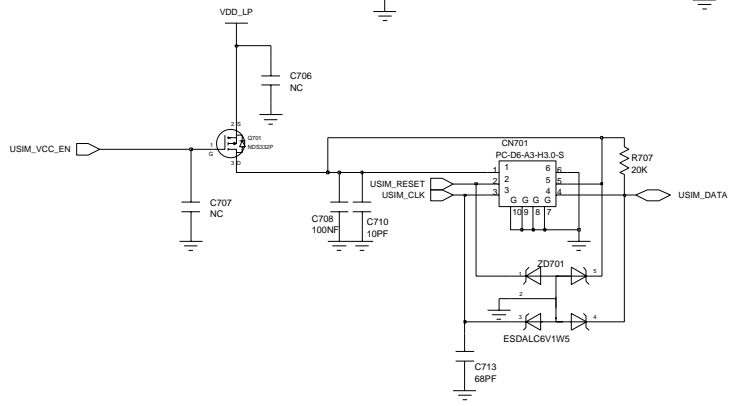 VDD_LP
C706
NC
2 S
Q701
NDS332P
1
G
3 D
USIM_VCC_EN
C707
NC
CN701
PC-D6-A3-H3.0-S
1 1 6 6
2 2 5 5
3 3 4 4
G G G G
10 9 8 7
USIM_RESET
USIM_CLK
R707
20K
USIM_DATA
C708
100NF
C710
10PF
ZD701
1 5
2
3 4
ESDALC6V1W5
C713
68PF